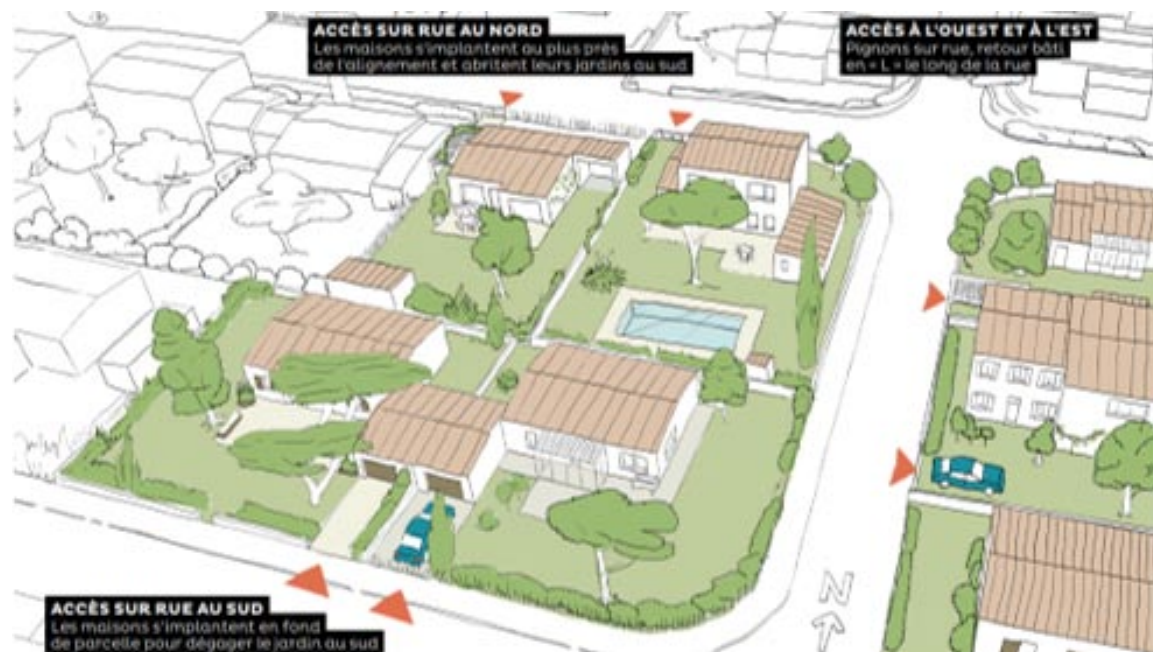 ACCÈS SUR RUE AU NORD
Les maisons s'implantent au plus près
de l'alignement et abritent leurs jardins au sud
ACCÈS À L'OUEST ET À L'EST
Pignons sur rue, retour bâti
en « L » le long de la rue
N
ACCÈS SUR RUE AU SUD
Les maisons s'implantent en fond
de parcelle pour dégager le jardin au sud